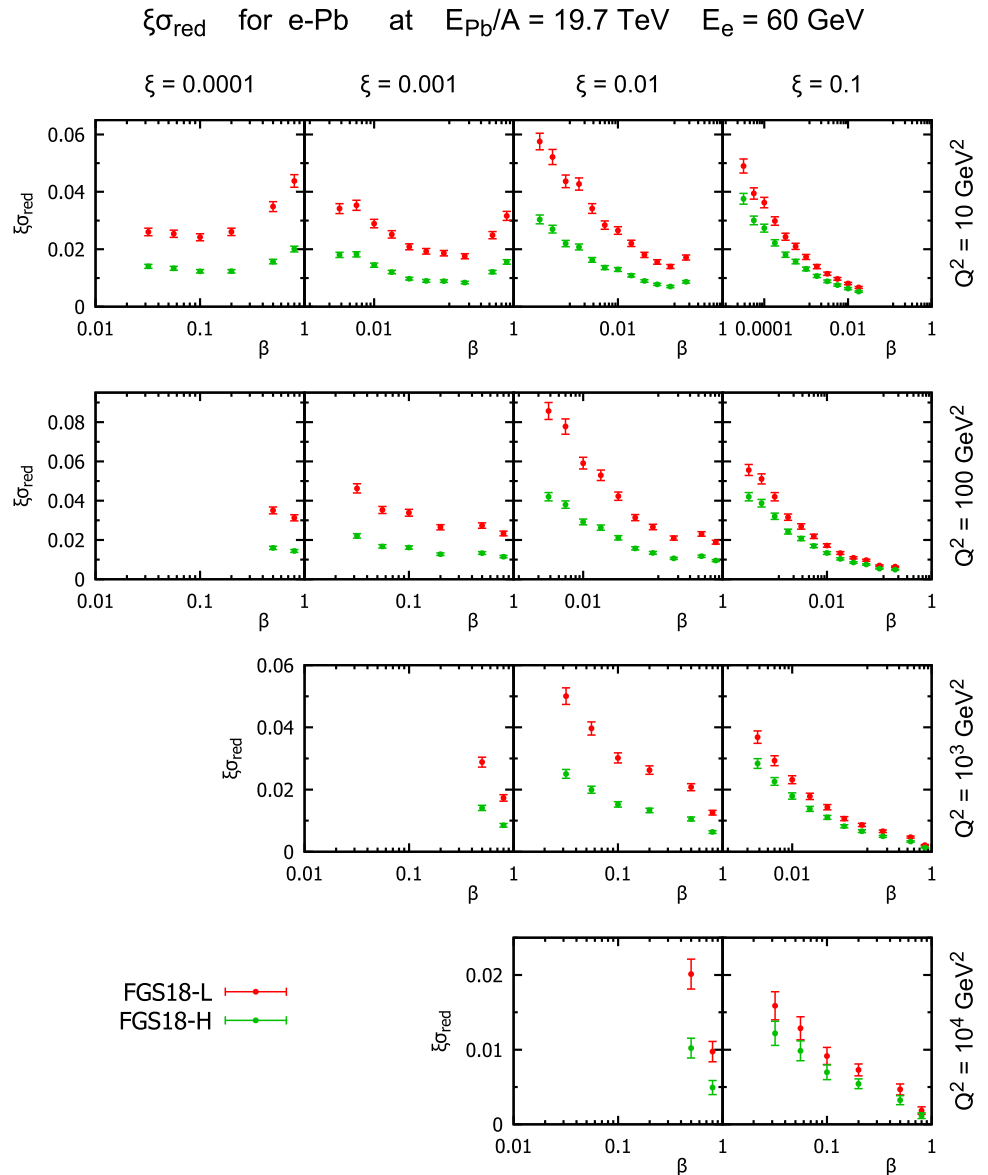 ξσred for e-Pb at EPb/A = 19.7 TeV Ee = 60 GeV
ξ = 0.0001 ξ = 0.001 ξ = 0.01 ξ = 0.1
0.06
0.04
0.02
0
ξσred
0.01 0.1 1 0.01 1 0.01 1 0.0001 0.01 1
β β β β
Q² = 10 GeV²
0.08
0.06
0.04
0.02
0
ξσred
0.01 0.1 1 0.1 1 0.01 1 0.01 1
β β β β
Q² = 100 GeV²
0.06
0.04
0.02
0
ξσred
0.01 0.1 1 0.1 1 0.01 1
β β β
Q² = 10³ GeV²
0.02
0.01
0
ξσred
0.01 0.1 1 0.1 1
β β
Q² = 10⁴ GeV²
FGS18-L
FGS18-H